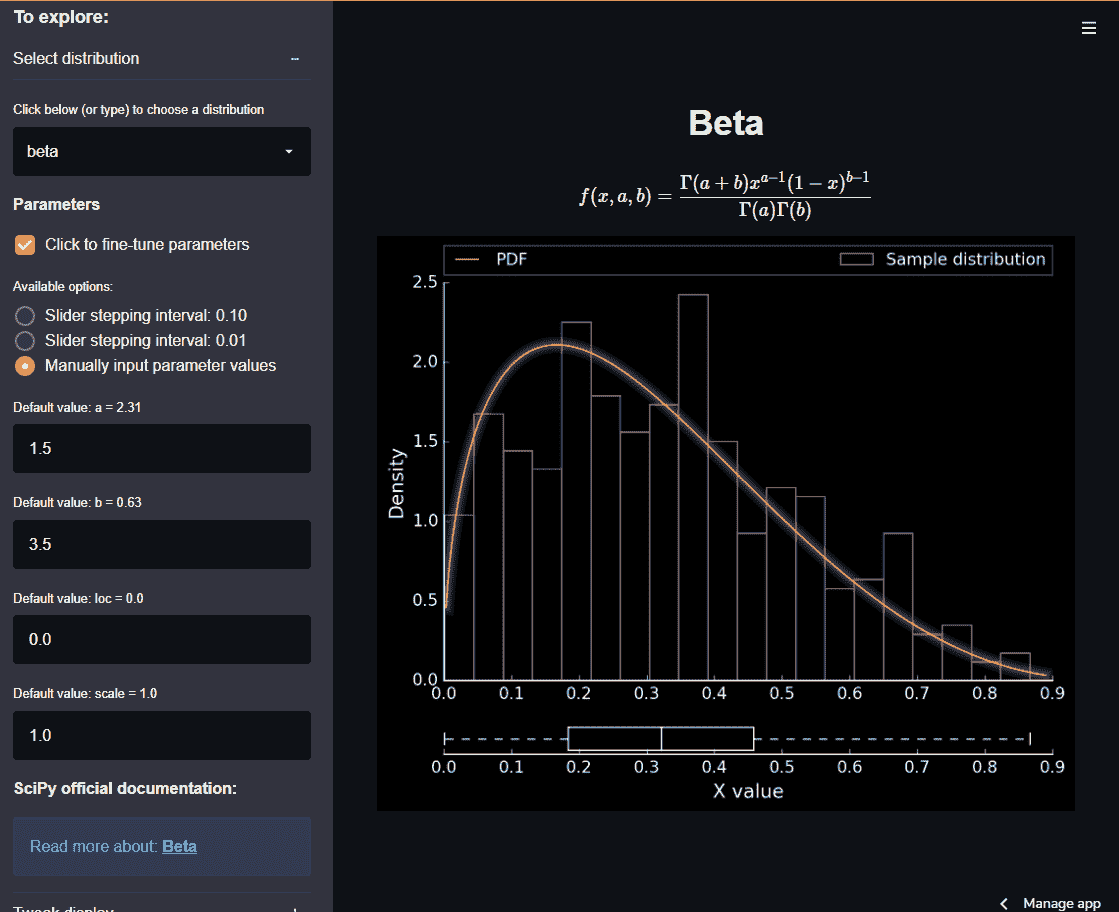 To explore:
Select distribution
Click below (or type) to choose a distribution
beta
Parameters
Click to fine-tune parameters
Available options:
Slider stepping interval: 0.10
Slider stepping interval: 0.01
Manually input parameter values
Default value: a = 2.31
1.5
Default value: b = 0.63
3.5
Default value: loc = 0.0
0.0
Default value: scale = 1.0
1.0
SciPy official documentation:
Read more about: Beta
Tweak display
Beta
f(x, a, b) = Γ(a + b)x^{a−1}(1 − x)^{b−1} / Γ(a)Γ(b)
PDF Sample distribution
2.5
2.0
1.5
1.0
0.5
0.0
Density
0.0 0.1 0.2 0.3 0.4 0.5 0.6 0.7 0.8 0.9
0.0 0.1 0.2 0.3 0.4 0.5 0.6 0.7 0.8 0.9
X value
Manage app